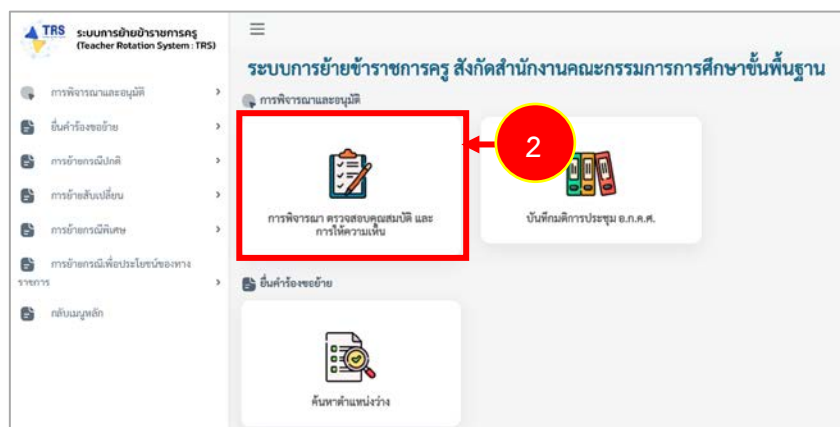 TRS ระบบการย้ายข้าราชการครู
(Teacher Rotation System : TRS)
การพิจารณาและอนุมัติ
ยื่นคำร้องขอย้าย
การย้ายกรณีปกติ
การย้ายสับเปลี่ยน
การย้ายกรณีพิเศษ
การย้ายกรณีเพื่อประโยชน์ของทาง
ราชการ
กลับเมนูหลัก
ระบบการย้ายข้าราชการครู สังกัดสำนักงานคณะกรรมการการศึกษาขั้นพื้นฐาน
การพิจารณาและอนุมัติ
2
การพิจารณา ตรวจสอบคุณสมบัติ และ
การให้ความเห็น
บันทึกมติการประชุม อ.ก.ค.ศ.
ยื่นคำร้องขอย้าย
ค้นหาตำแหน่งว่าง